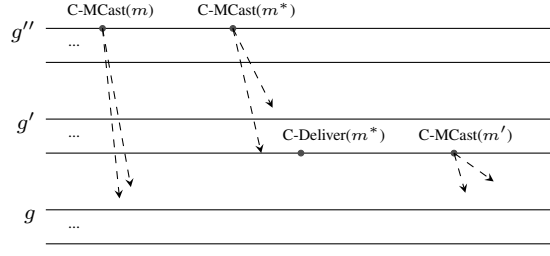 C-MCast(m) C-MCast(m*)
g''
...
g'
...
C-Deliver(m*) C-MCast(m')
g
...